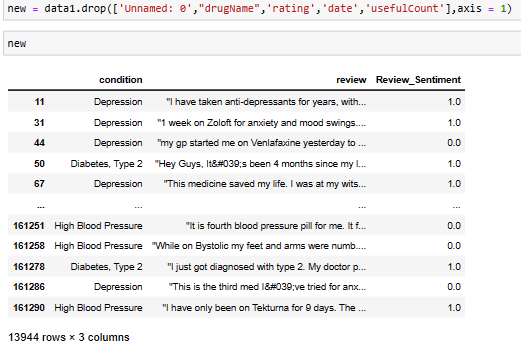 new = data1.drop(['Unnamed: 0',"drugName",'rating','date','usefulCount'],axis = 1)
new
condition review Review_Sentiment
11 Depression "I have taken anti-depressants for years, with... 1.0
31 Depression "1 week on Zoloft for anxiety and mood swings.... 1.0
44 Depression "my gp started me on Venlafaxine yesterday to ... 0.0
50 Diabetes, Type 2 "Hey Guys, It&#039;s been 4 months since my l... 1.0
67 Depression "This medicine saved my life. I was at my wits... 1.0
... ... ... ...
161251 High Blood Pressure "It is fourth blood pressure pill for me. It f... 0.0
161258 High Blood Pressure "While on Bystolic my feet and arms were numb.... 0.0
161278 Diabetes, Type 2 "I just got diagnosed with type 2. My doctor p... 1.0
161286 Depression "This is the third med I&#039;ve tried for anx... 0.0
161290 High Blood Pressure "I have only been on Tekturna for 9 days. The ... 1.0
13944 rows × 3 columns